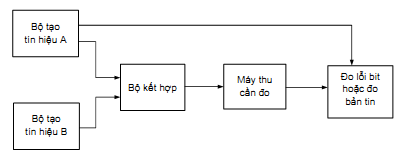 Bộ tạo
tín hiệu A
Bộ kết hợp
Máy thu
cần đo
Đo lỗi bit
hoặc đo
bản tin
Bộ tạo
tín hiệu B